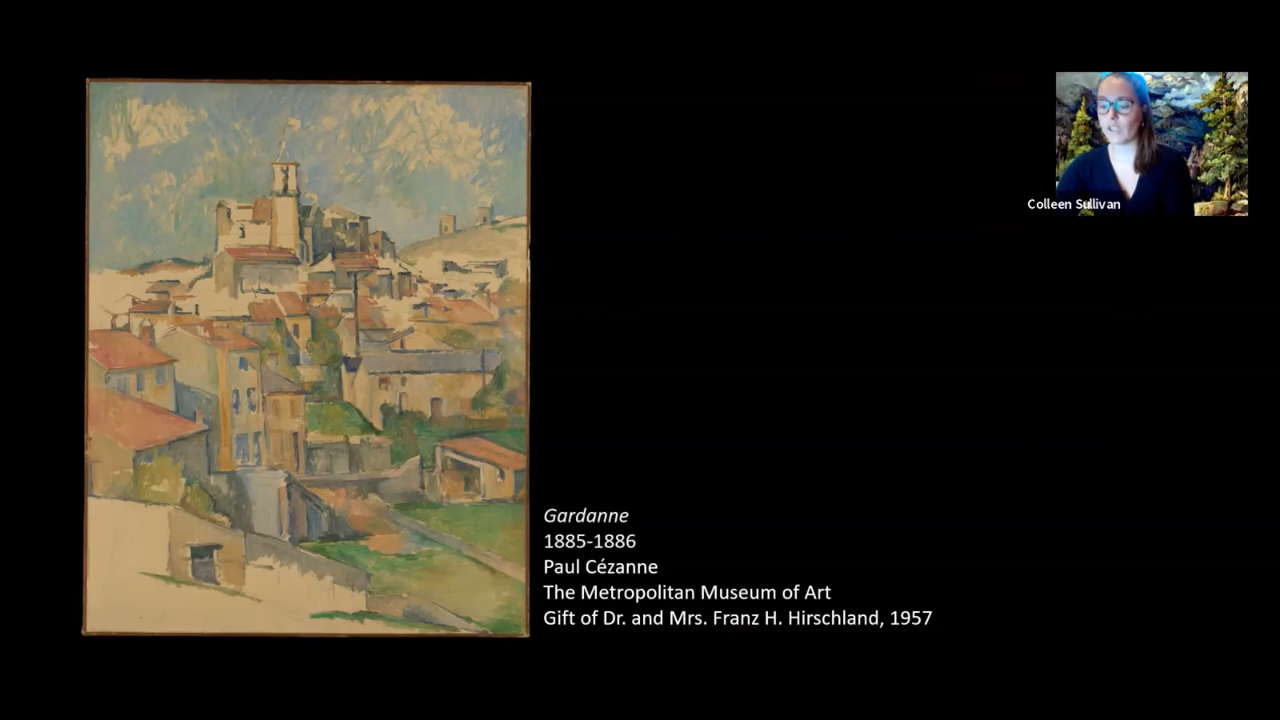 Colleen Sullivan
Gardanne
1885-1886
Paul Cézanne
The Metropolitan Museum of Art
Gift of Dr. and Mrs. Franz H. Hirschland, 1957